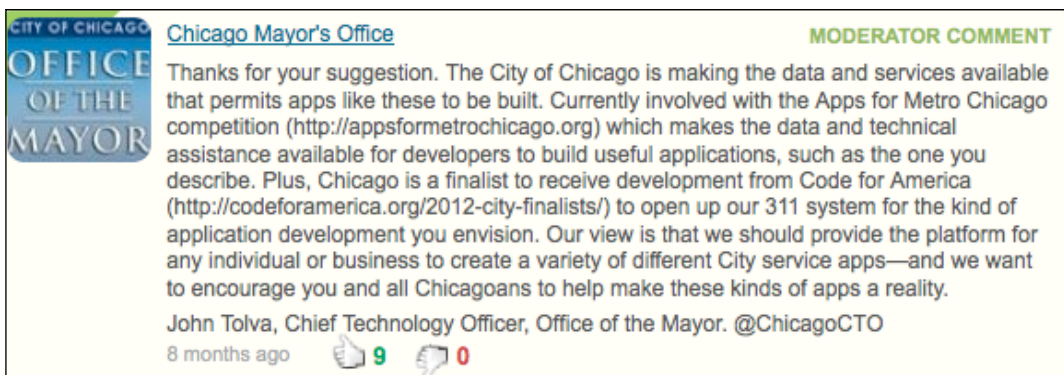 CITY OF CHICAGO
OFFICE
OF THE
MAYOR
Chicago Mayor's Office
MODERATOR COMMENT
Thanks for your suggestion. The City of Chicago is making the data and services available
that permits apps like these to be built. Currently involved with the Apps for Metro Chicago
competition (http://appsformetrochicago.org) which makes the data and technical
assistance available for developers to build useful applications, such as the one you
describe. Plus, Chicago is a finalist to receive development from Code for America
(http://codeforamerica.org/2012-city-finalists/) to open up our 311 system for the kind of
application development you envision. Our view is that we should provide the platform for
any individual or business to create a variety of different City service apps—and we want
to encourage you and all Chicagoans to help make these kinds of apps a reality.
John Tolva, Chief Technology Officer, Office of the Mayor. @ChicagoCTO
8 months ago 9 0